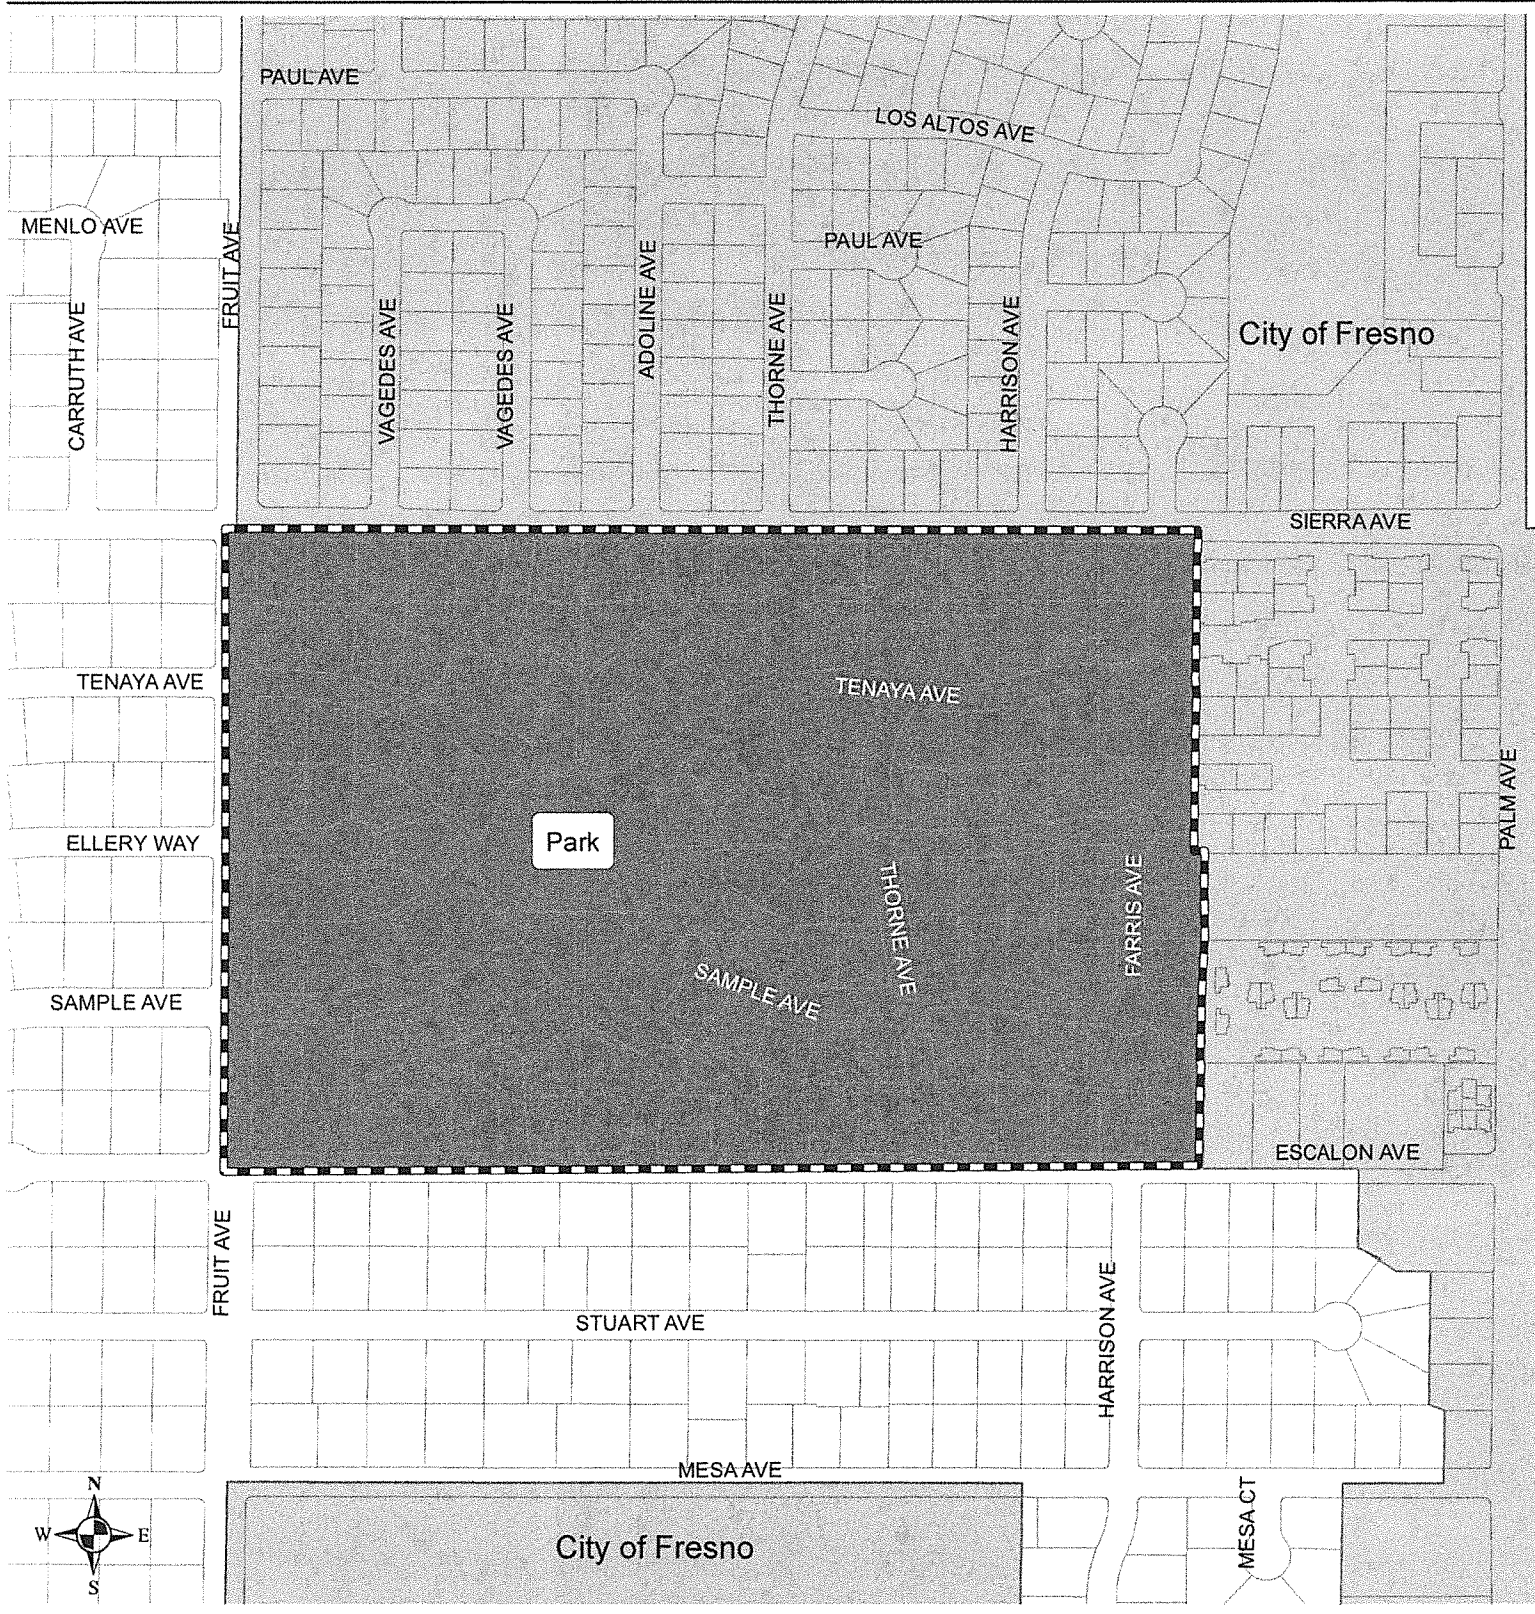 PAUL AVE
LOS ALTOS AVE
MENLO AVE
FRUIT AVE
PAUL AVE
CARRUTH AVE
VAGEDES AVE
VAGEDES AVE
ADOLINE AVE
THORNE AVE
HARRISON AVE
City of Fresno
SIERRA AVE
TENAYA AVE
TENAYA AVE
PALM AVE
ELLERY WAY
Park
THORNE AVE
FARRIS AVE
SAMPLE AVE
SAMPLE AVE
ESCALON AVE
FRUIT AVE
STUART AVE
HARRISON AVE
MESA AVE
N
W
E
S
City of Fresno
MESA CT